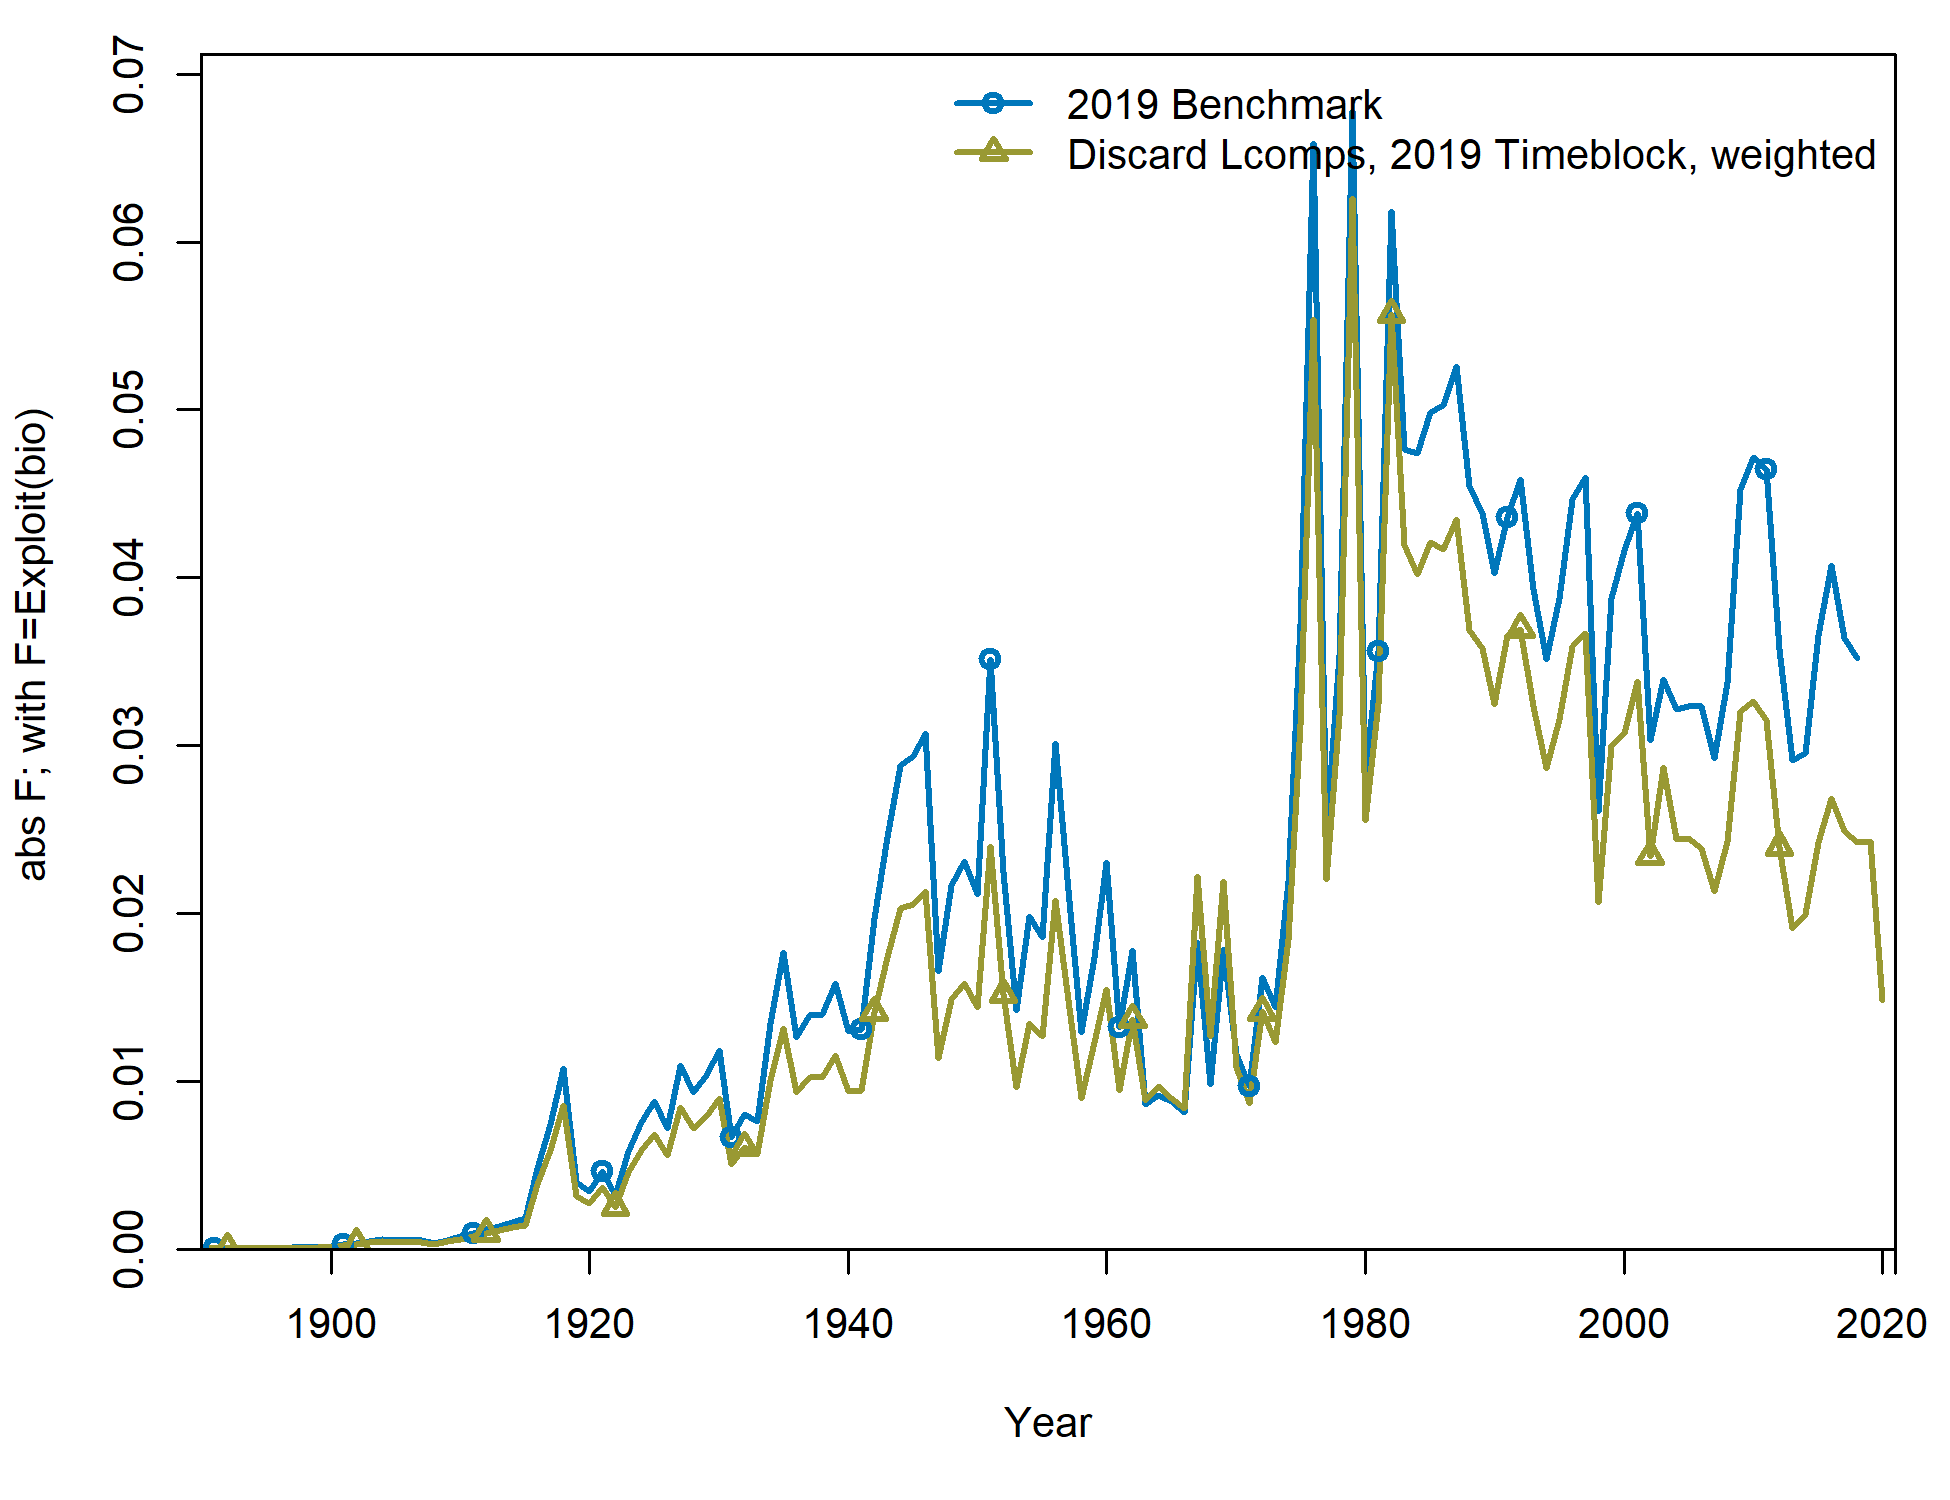 2019 Benchmark
Discard Lcomps, 2019 Timeblock, weighted
abs F; with F=Exploit(bio)
0.07
0.06
0.05
0.04
0.03
0.02
0.01
0.00
1900 1920 1940 1960 1980 2000 2020
Year